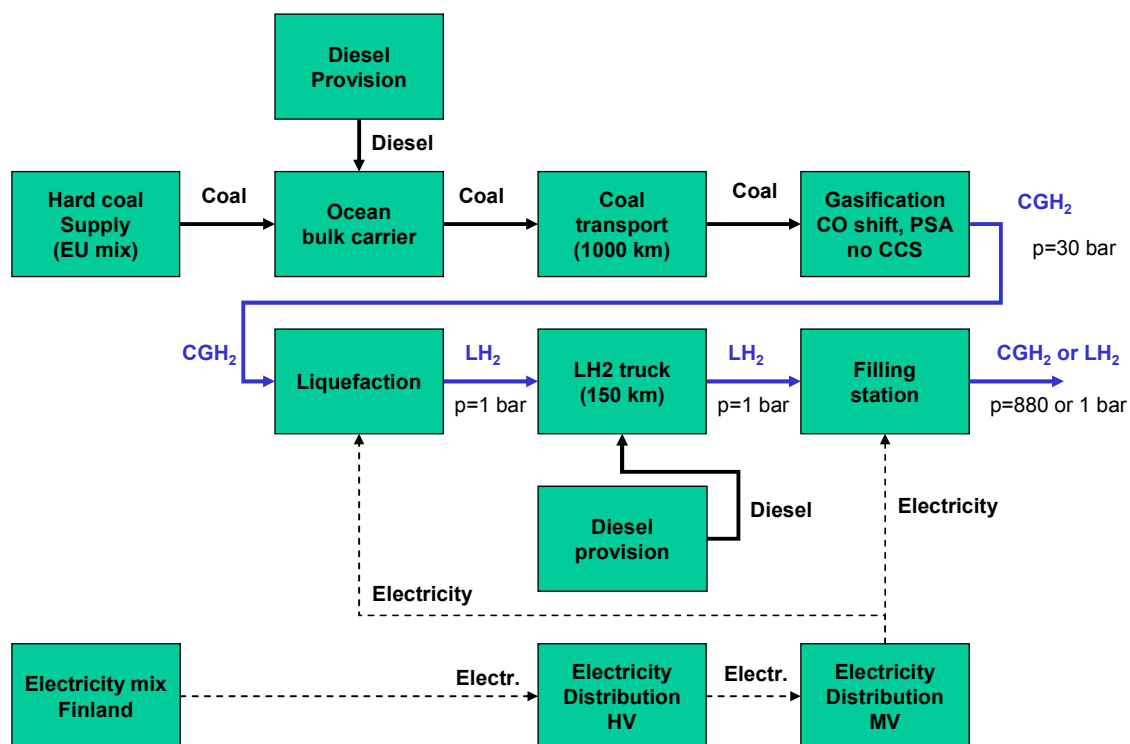 Diesel
Provision
Diesel
Hard coal
Supply
(EU mix)
Coal
Ocean
bulk carrier
Coal
Coal
transport
(1000 km)
Coal
Gasification
CO shift, PSA
no CCS
CGH₂
p=30 bar
CGH₂
Liquefaction
LH₂
p=1 bar
LH2 truck
(150 km)
LH₂
p=1 bar
Filling
station
CGH₂ or LH₂
p=880 or 1 bar
Diesel
provision
Diesel
Electricity
Electricity
Electricity mix
Finland
Electr.
Electricity
Distribution
HV
Electr.
Electricity
Distribution
MV